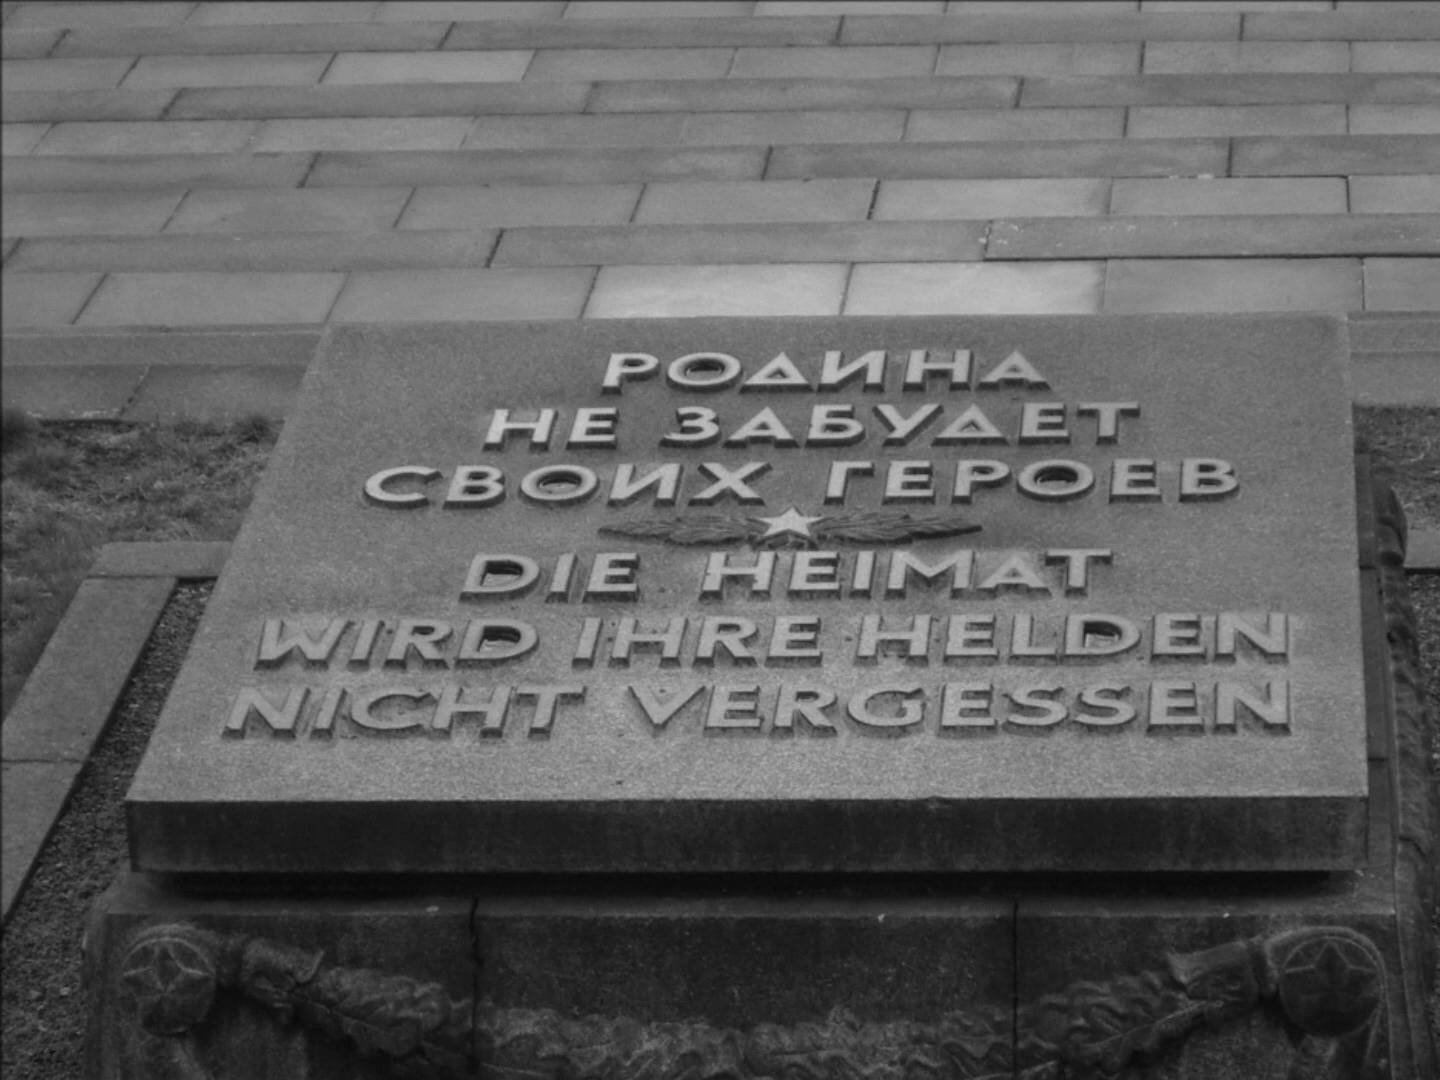 РОДИНА
НЕ ЗАБУДЕТ
СВОИХ ГЕРОЕВ
DIE HEIMAT
WIRD IHRE HELDEN
NICHT VERGESSEN